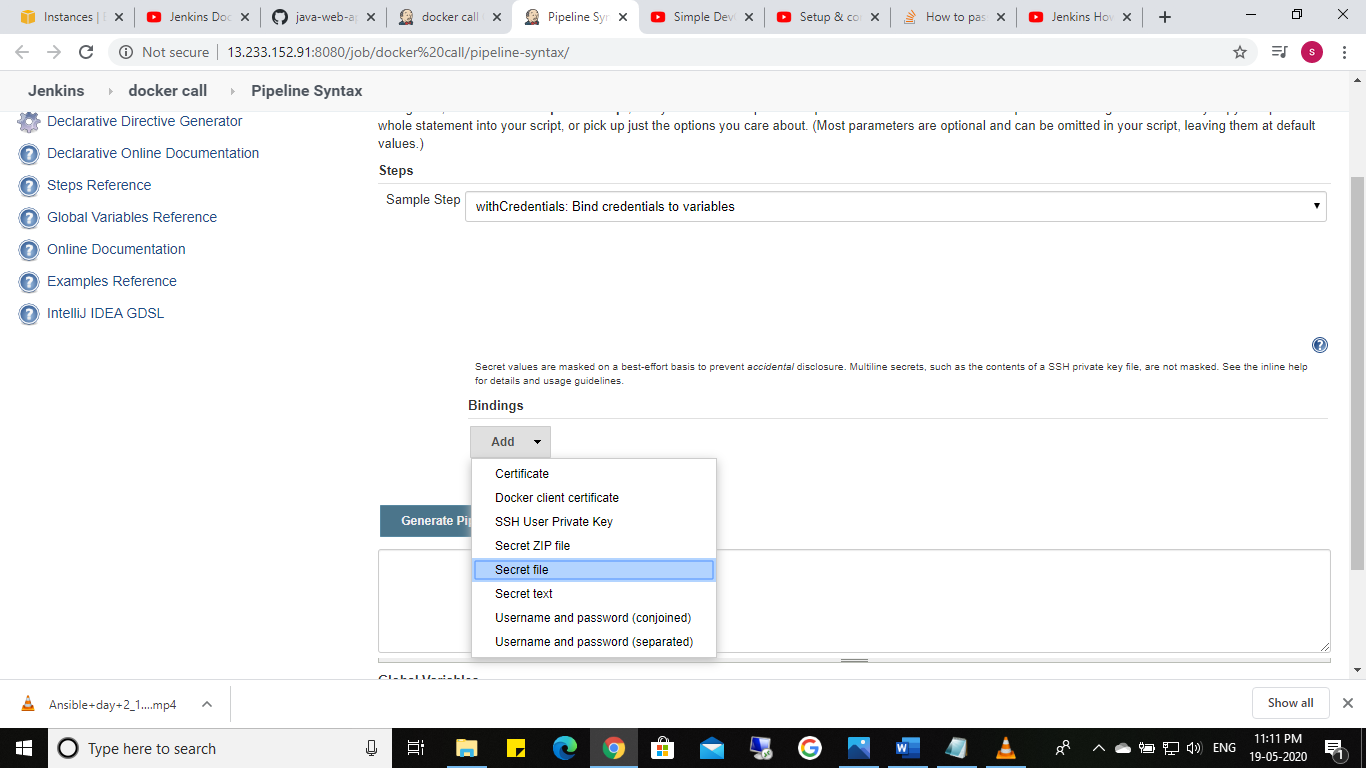 Instances | E
Jenkins Doc
java-web-ap
docker call
Pipeline Syn
Simple Dev
Setup & co
How to pas
Jenkins How
Not secure
13.233.152.91:8080/job/docker%20call/pipeline-syntax/
s
Jenkins
docker call
Pipeline Syntax
Declarative Directive Generator
Declarative Online Documentation
Steps Reference
Global Variables Reference
Online Documentation
Examples Reference
IntelliJ IDEA GDSL
whole statement into your script, or pick up just the options you care about. (Most parameters are optional and can be omitted in your script, leaving them at default
values.)
Steps
Sample Step
withCredentials: Bind credentials to variables
Secret values are masked on a best-effort basis to prevent accidental disclosure. Multiline secrets, such as the contents of a SSH private key file, are not masked. See the inline help
for details and usage guidelines.
Bindings
Add
Certificate
Docker client certificate
SSH User Private Key
Secret ZIP file
Secret file
Secret text
Username and password (conjoined)
Username and password (separated)
Generate Pip
Global Variables
Ansible+day+2_1....mp4
Show all
Type here to search
ENG
11:11 PM
19-05-2020
1